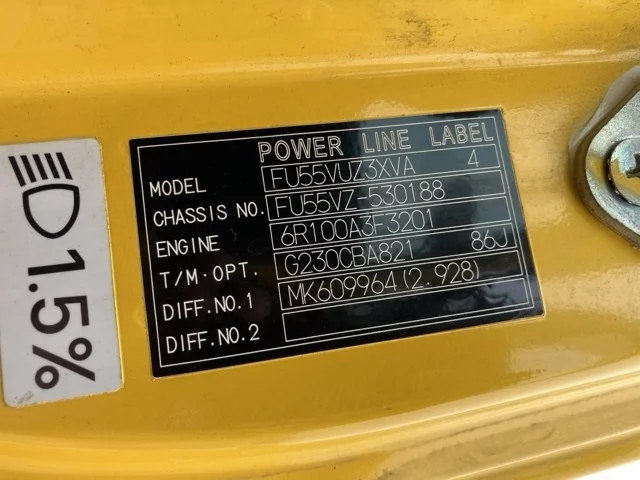 POWER LINE LABEL
MODEL FU55VUZ3XVA 4
CHASSIS NO. FU55VZ-530188
ENGINE 6R100A3F3201
T/M·OPT. G230CBA821 86J
DIFF.NO.1 MK609964(2.928)
DIFF.NO.2
1.5%